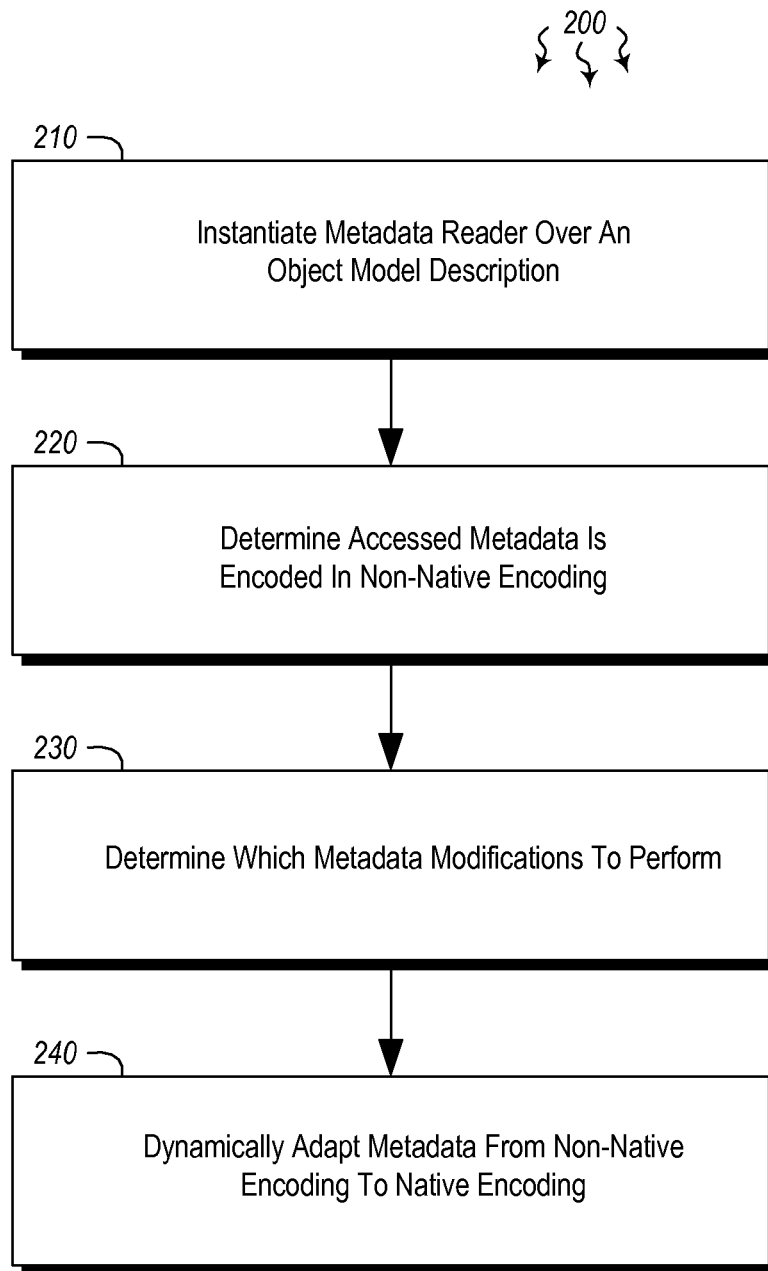 200
210
Instantiate Metadata Reader Over An
Object Model Description
220
Determine Accessed Metadata Is
Encoded In Non-Native Encoding
230
Determine Which Metadata Modifications To Perform
240
Dynamically Adapt Metadata From Non-Native
Encoding To Native Encoding